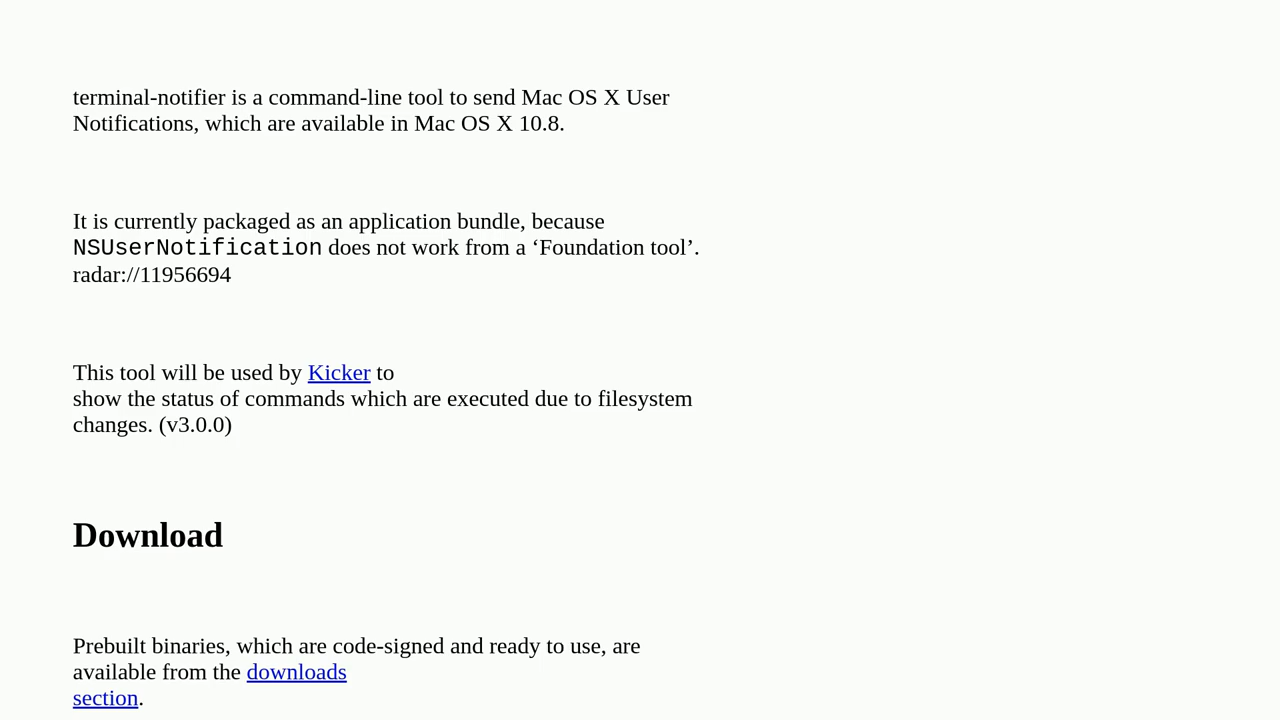 terminal-notifier is a command-line tool to send Mac OS X User
Notifications, which are available in Mac OS X 10.8.
It is currently packaged as an application bundle, because
NSUserNotification does not work from a ‘Foundation tool’.
radar://11956694
This tool will be used by Kicker to
show the status of commands which are executed due to filesystem
changes. (v3.0.0)
Download
Prebuilt binaries, which are code-signed and ready to use, are
available from the downloads
section.